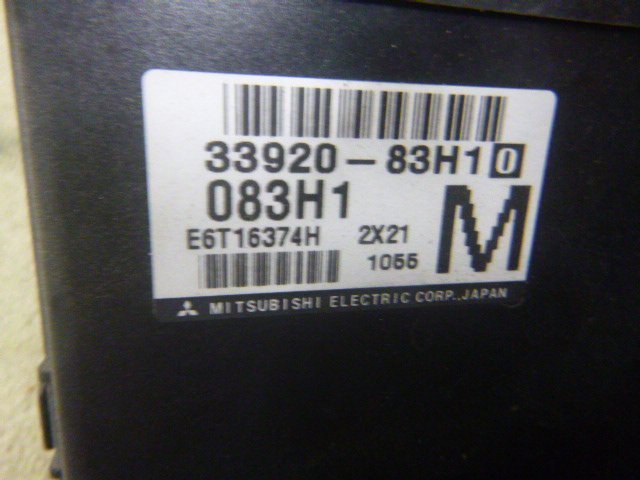 33920-83H10
083H1
E6T16374H 2X21
1055
M
MITSUBISHI ELECTRIC CORP.,JAPAN